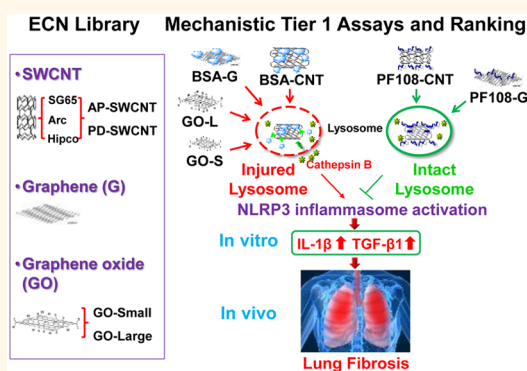 ECN Library
Mechanistic Tier 1 Assays and Ranking
•SWCNT
SG65
Arc
Hipco
AP-SWCNT
PD-SWCNT
•Graphene (G)
•Graphene oxide
(GO)
GO-Small
GO-Large
BSA-G
BSA-CNT
PF108-CNT
PF108-G
GO-L
GO-S
Lysosome
Cathepsin B
Injured
Lysosome
Intact
Lysosome
NLRP3 inflammasome activation
In vitro
IL-1β TGF-β1
In vivo
Lung Fibrosis